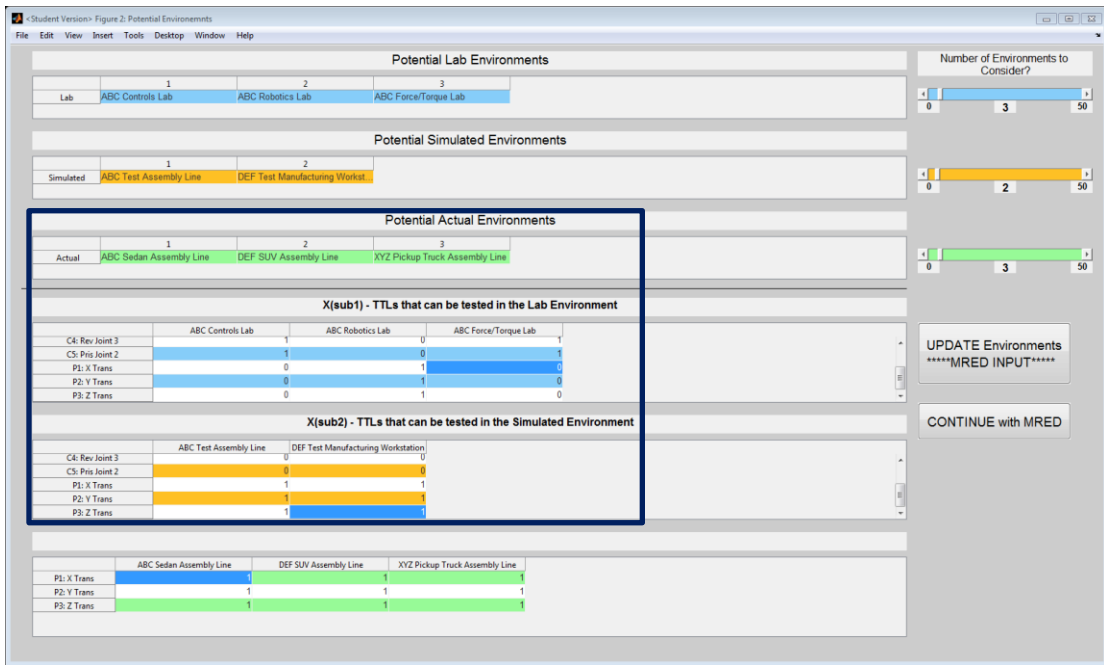 <Student Version> Figure 2: Potential Environemnts
File Edit View Insert Tools Desktop Window Help
Potential Lab Environments
Number of Environments to Consider?
1 2 3
Lab ABC Controls Lab ABC Robotics Lab ABC Force/Torque Lab
0 3 50
Potential Simulated Environments
1 2
Simulated ABC Test Assembly Line DEF Test Manufacturing Workst...
0 2 50
Potential Actual Environments
1 2 3
Actual ABC Sedan Assembly Line DEF SUV Assembly Line XYZ Pickup Truck Assembly Line
0 3 50
X(sub1) - TTLs that can be tested in the Lab Environment
ABC Controls Lab ABC Robotics Lab ABC Force/Torque Lab
C4: Rev Joint 3 1 0 1
C5: Pris Joint 2 1 0 1
P1: X Trans 0 1 0
P2: Y Trans 0 1 0
P3: Z Trans 0 1 0
UPDATE Environments
*****MRED INPUT*****
X(sub2) - TTLs that can be tested in the Simulated Environment
CONTINUE with MRED
ABC Test Assembly Line DEF Test Manufacturing Workstation
C4: Rev Joint 3 0 0
C5: Pris Joint 2 0 0
P1: X Trans 1 1
P2: Y Trans 1 1
P3: Z Trans 1 1
ABC Sedan Assembly Line DEF SUV Assembly Line XYZ Pickup Truck Assembly Line
P1: X Trans 1 1 1
P2: Y Trans 1 1 1
P3: Z Trans 1 1 1